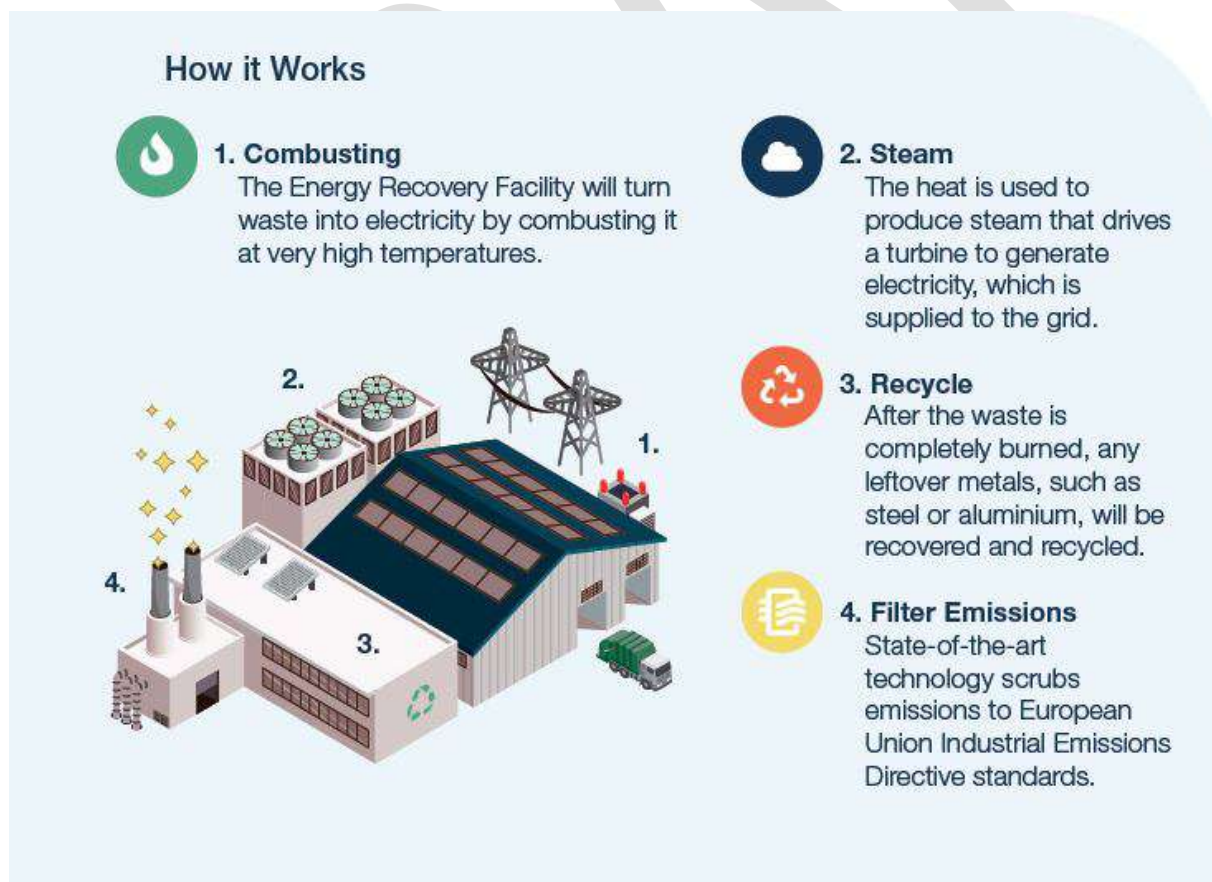 How it Works
1. Combusting
The Energy Recovery Facility will turn
waste into electricity by combusting it
at very high temperatures.
2. Steam
The heat is used to
produce steam that drives
a turbine to generate
electricity, which is
supplied to the grid.
3. Recycle
After the waste is
completely burned, any
leftover metals, such as
steel or aluminium, will be
recovered and recycled.
4. Filter Emissions
State-of-the-art
technology scrubs
emissions to European
Union Industrial Emissions
Directive standards.
2.
1.
4.
3.